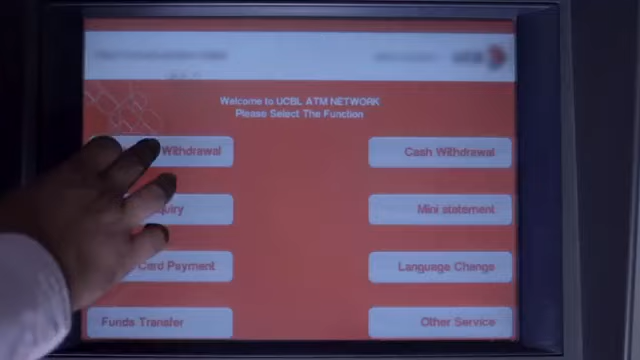 Welcome to UCBL ATM NETWORK
Please Select The Function
Withdrawal
Cash Withdrawal
Mini statement
Card Payment
Language Change
Funds Transfer
Other Service